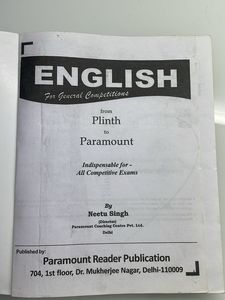 ENGLISH
For General Competitions
from
Plinth
to
Paramount
Indispensable for -
All Competitive Exams
By
Neetu Singh
(Director)
Paramount Coaching Centre Pvt. Ltd.
Delhi
Published by:
Paramount Reader Publication
704, 1st floor, Dr. Mukherjee Nagar, Delhi-110009